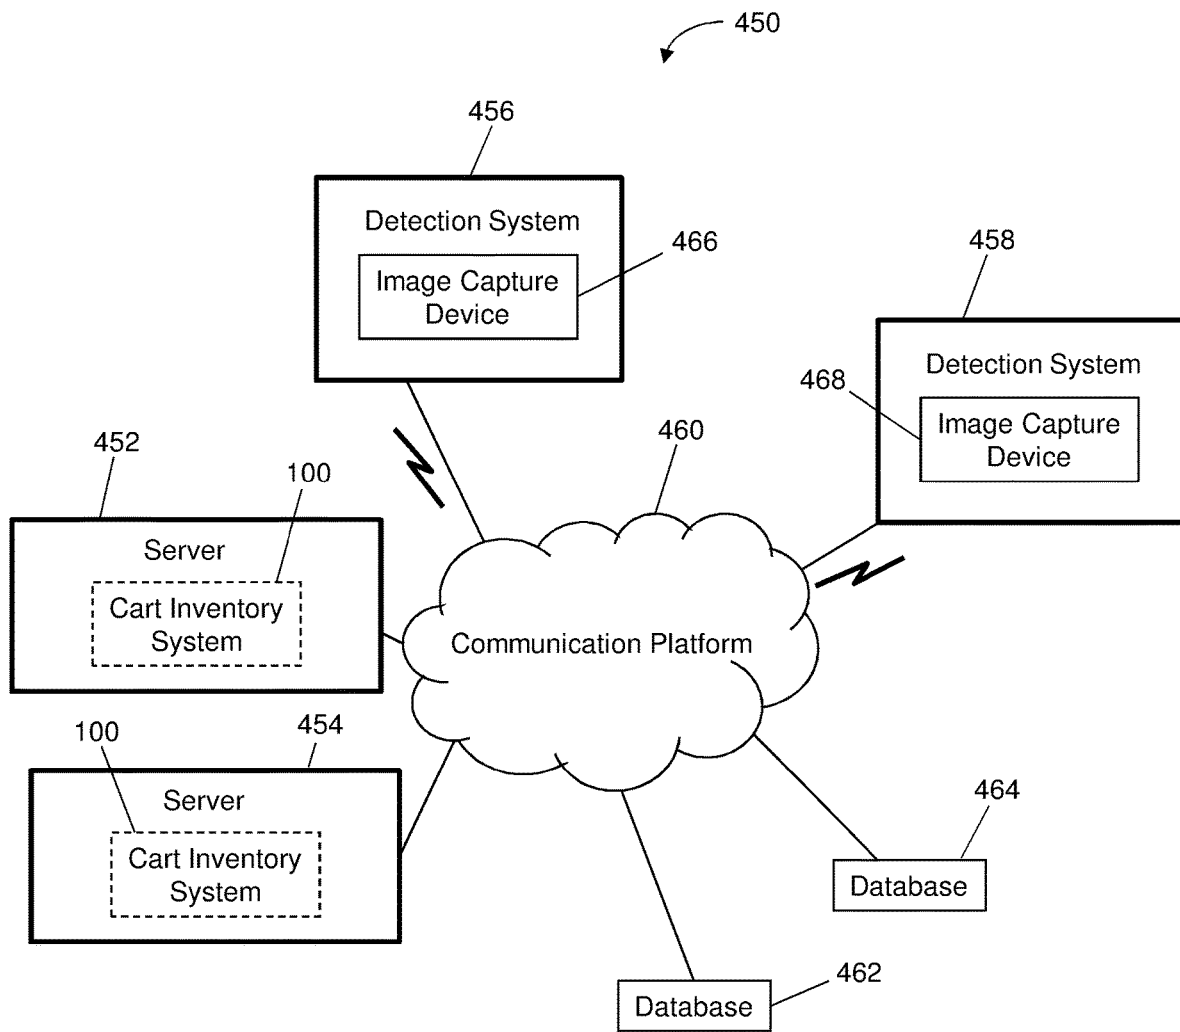 450
456
Detection System
466
Image Capture
Device
458
Detection System
468
Image Capture
Device
452
100
Server
Cart Inventory
System
460
Communication Platform
100
454
Server
Cart Inventory
System
464
Database
462
Database